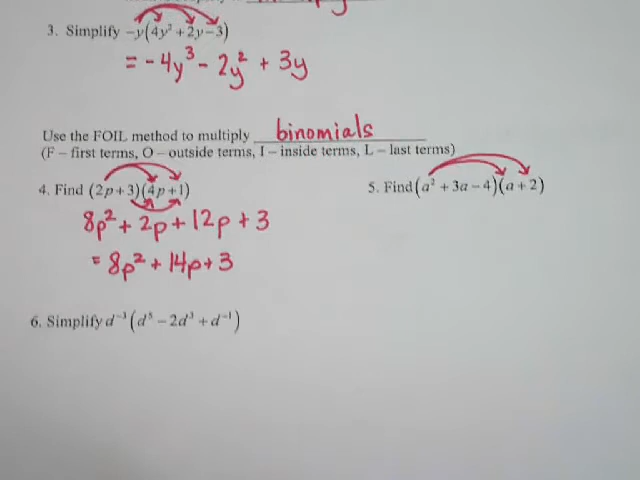 3. Simplify -y(4y² + 2y - 3)
= -4y³ - 2y² + 3y
Use the FOIL method to multiply binomials
(F – first terms, O – outside terms, I – inside terms, L – last terms)
4. Find (2p+3)(4p+1)
8p² + 2p + 12p + 3
= 8p² + 14p + 3
5. Find (a² + 3a - 4)(a + 2)
6. Simplify d⁻³(d⁵ - 2d³ + d⁻¹)